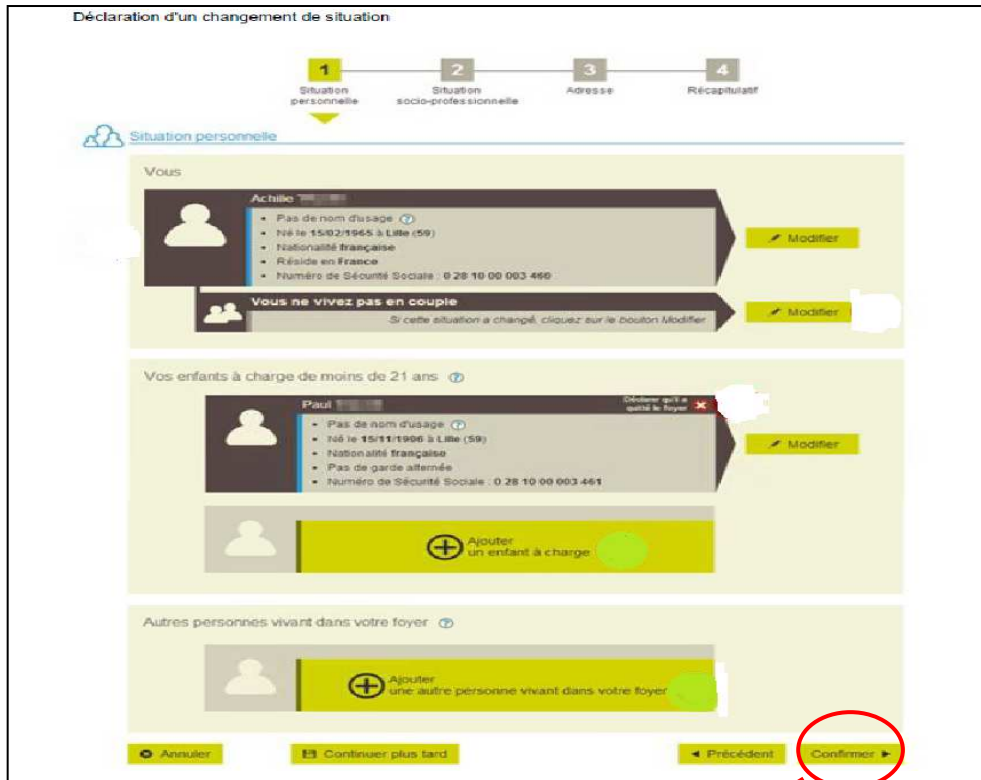 Déclaration d'un changement de situation
1 2 3 4
Situation personnelle
Situation socio-professionnelle
Adresse
Récapitulatif
Situation personnelle
Vous
Achille
• Pas de nom d'usage ?
• Né le 15/02/1965 à Lille (59)
• Nationalité française
• Réside en France
• Numéro de Sécurité Sociale : 0 28 10 00 003 460
Modifier
Vous ne vivez pas en couple
Si cette situation a changé, cliquez sur le bouton Modifier
Modifier
Vos enfants à charge de moins de 21 ans ?
Paul
Déclarer qu'il a
quitté le foyer
• Pas de nom d'usage ?
• Né le 15/11/1996 à Lille (59)
• Nationalité française
• Pas de garde alternée
• Numéro de Sécurité Sociale : 0 28 10 00 003 461
Modifier
Ajouter
un enfant à charge
Autres personnes vivant dans votre foyer ?
Ajouter
une autre personne vivant dans votre foyer
Annuler
Continuer plus tard
Précédent
Confirmer